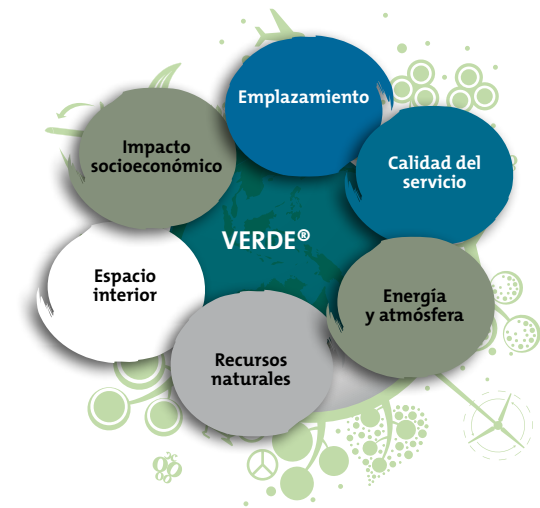 Emplazamiento
Impacto
socioeconómico
Calidad del
servicio
VERDE®
Espacio
interior
Energía
y atmósfera
Recursos
naturales